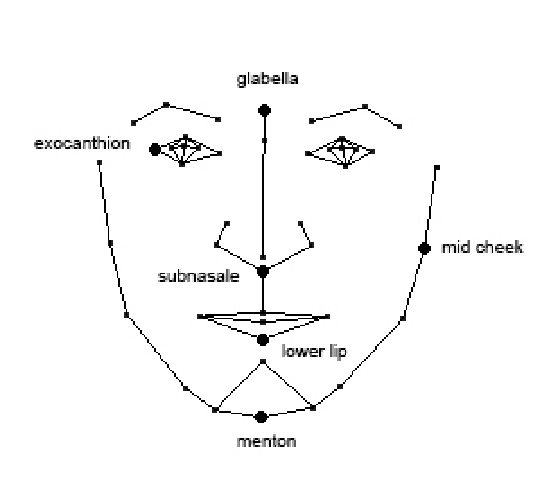 glabella
exocanthion
mid cheek
subnasale
lower lip
menton